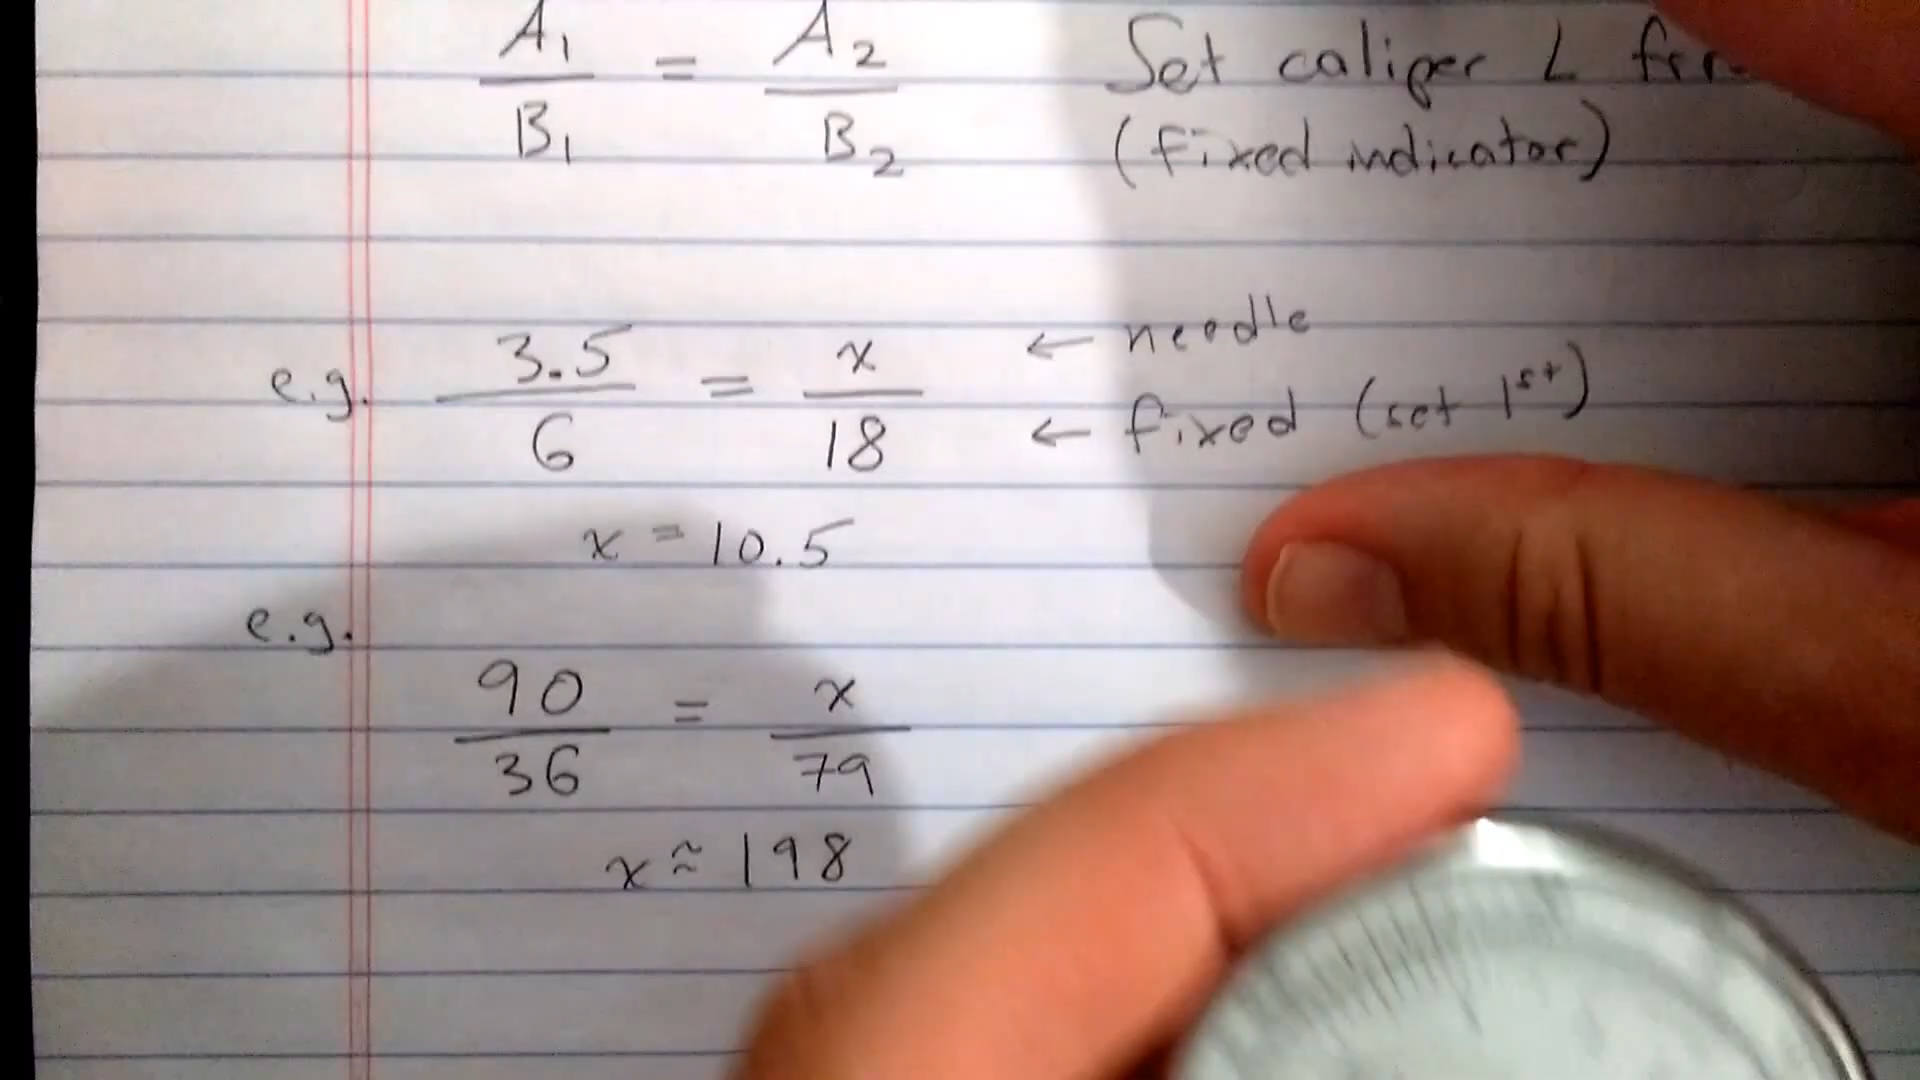 A₁/B₁ = A₂/B₂
Set caliper L
(fixed indicator)
e.g. 3.5/6 = x/18
← needle
← fixed (set 1st)
x = 10.5
e.g.
90/36 = x/79
x ≈ 198